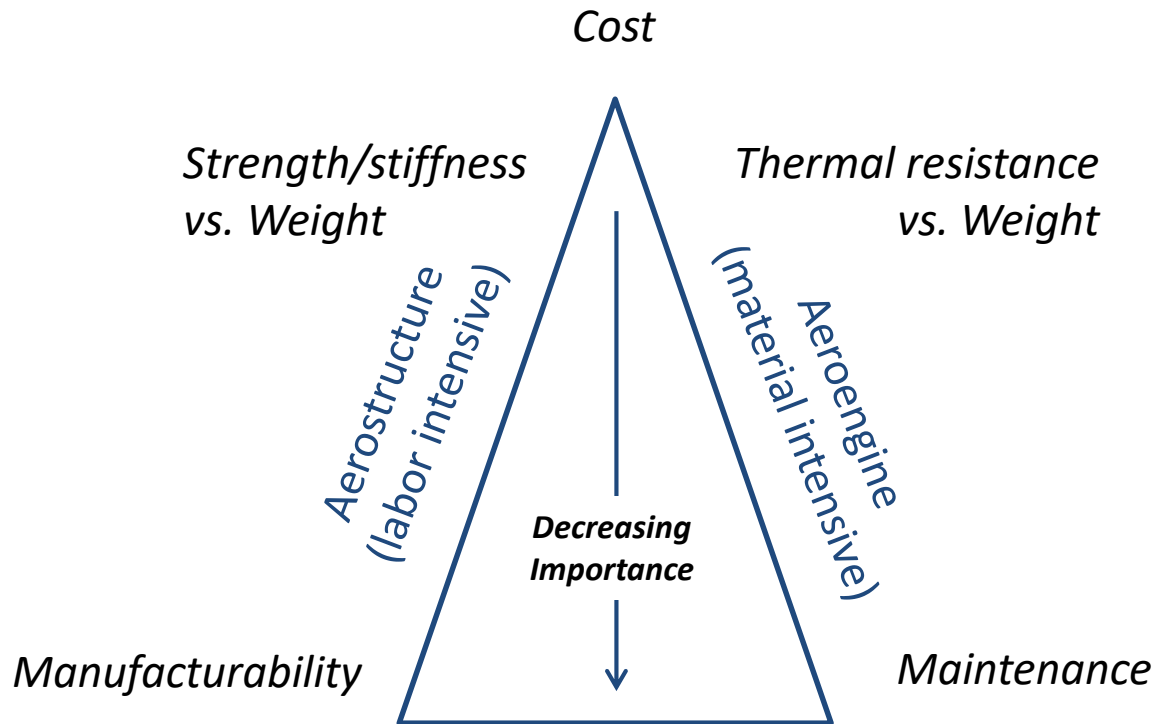 Cost
Strength/stiffness
vs. Weight
Thermal resistance
vs. Weight
Aerostructure
(labor intensive)
Aeroengine
(material intensive)
Decreasing
Importance
Manufacturability
Maintenance